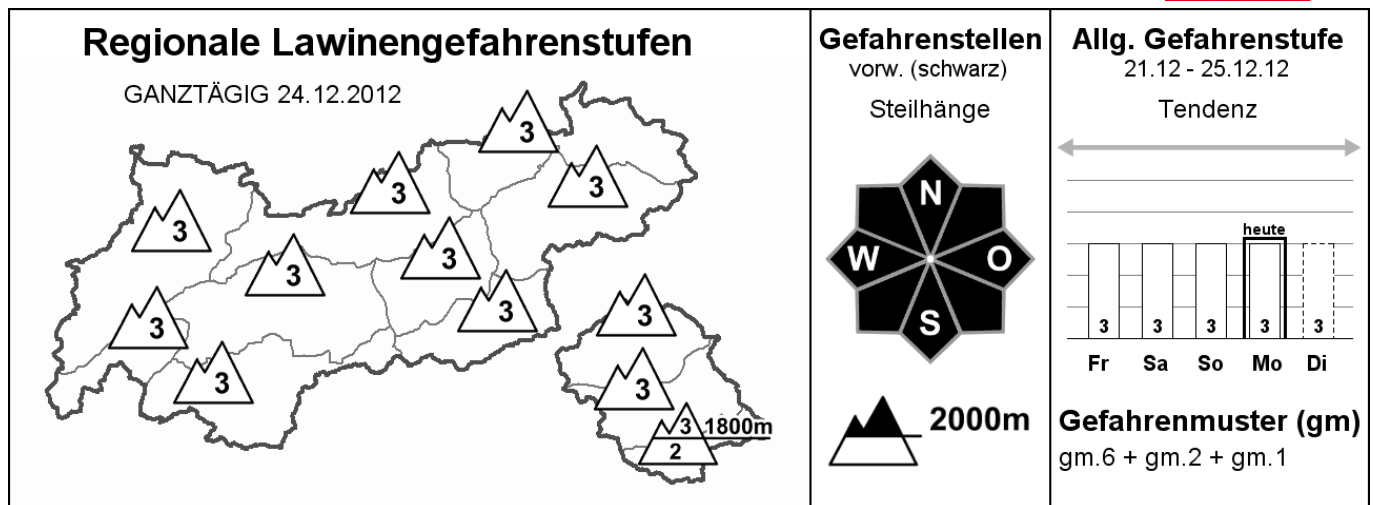 Regionale Lawinengefahrenstufen
GANZTÄGIG 24.12.2012
3
3
3
3
3
3
3
3
3
3
3
3
3
1800m
2
Gefahrenstellen
vorw. (schwarz)
Steilhänge
N
W
O
S
2000m
Allg. Gefahrenstufe
21.12 - 25.12.12
Tendenz
heute
3 3 3 3 3
Fr Sa So Mo Di
Gefahrenmuster (gm)
gm.6 + gm.2 + gm.1